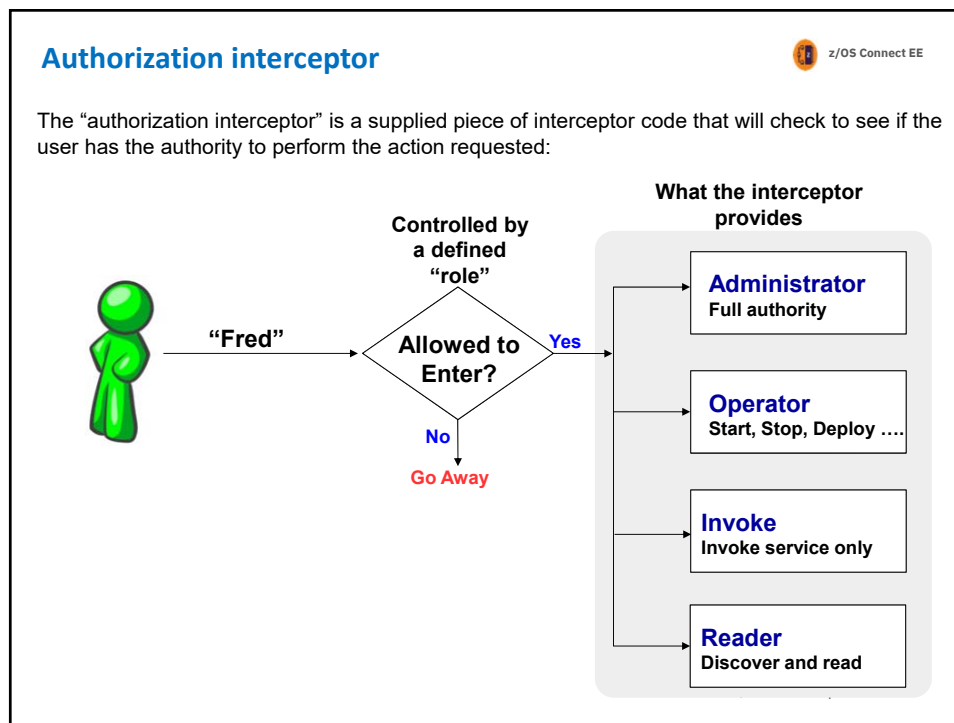 Authorization interceptor
z/OS Connect EE
The “authorization interceptor” is a supplied piece of interceptor code that will check to see if the
user has the authority to perform the action requested:
What the interceptor
provides
Controlled by
a defined
“role”
“Fred”
Allowed to
Enter?
Yes
No
Go Away
Administrator
Full authority
Operator
Start, Stop, Deploy ….
Invoke
Invoke service only
Reader
Discover and read